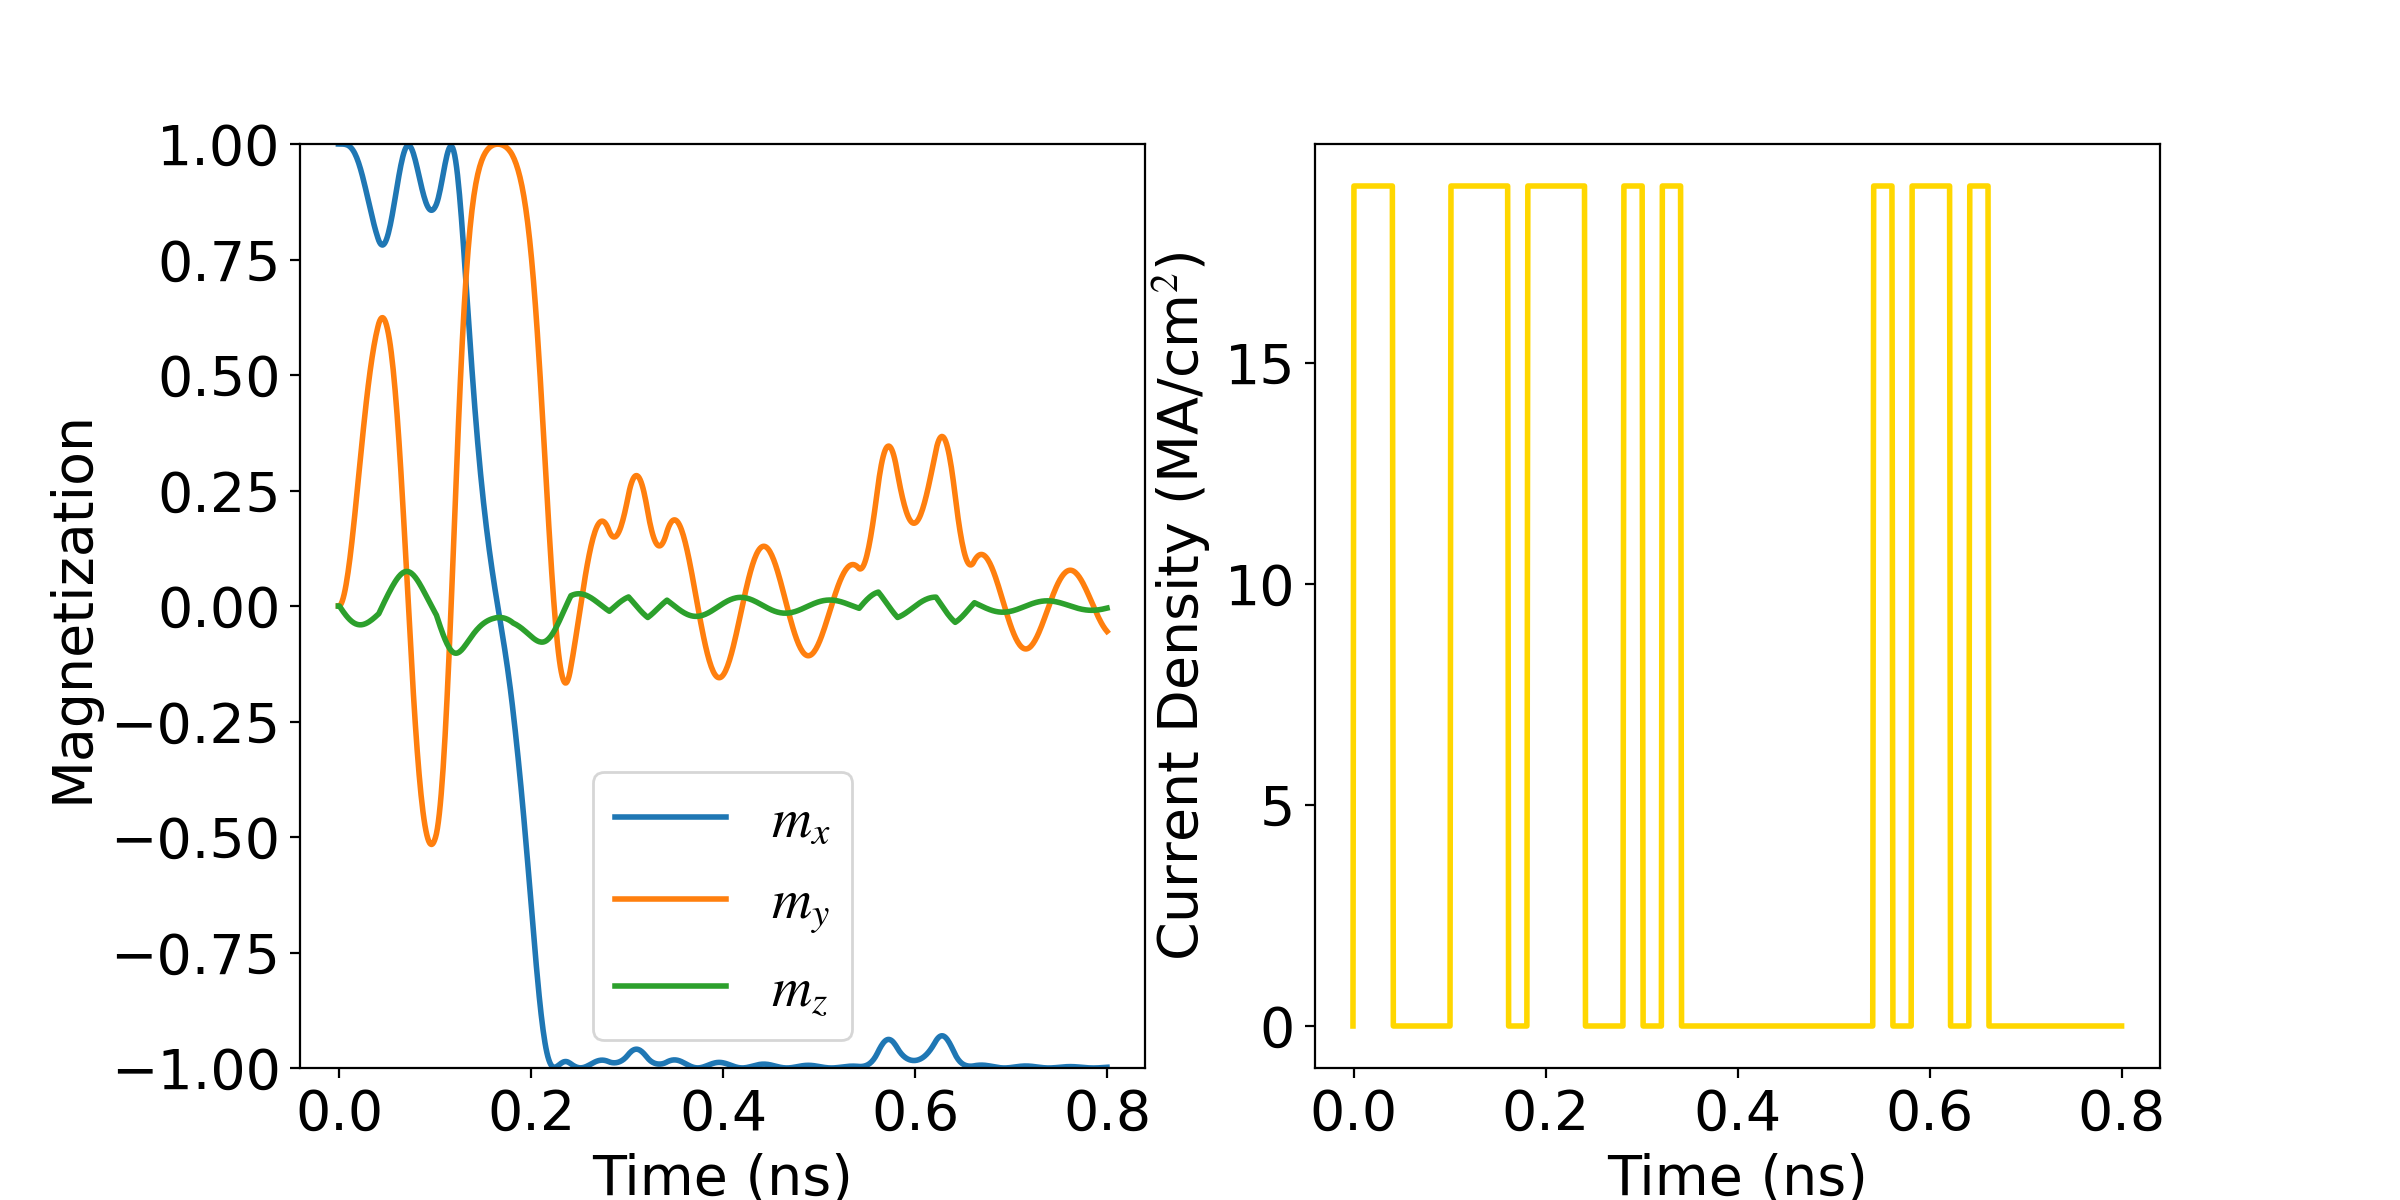 Magnetization
1.00
0.75
0.50
0.25
0.00
−0.25
−0.50
−0.75
−1.00
0.0 0.2 0.4 0.6 0.8
Time (ns)
m_x
m_y
m_z
Current Density (MA/cm²)
15
10
5
0
0.0 0.2 0.4 0.6 0.8
Time (ns)